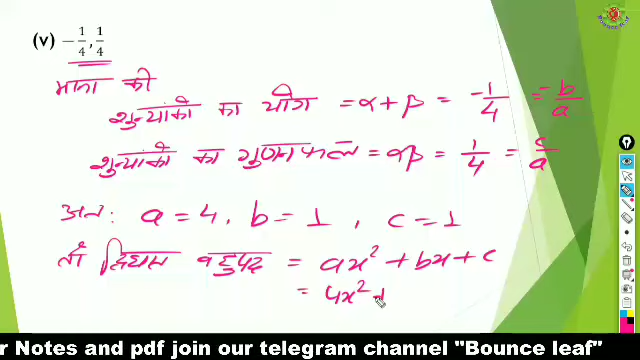 (v) −1/4, 1/4
माना की
शून्यांको का योग = α + β = −1/4 = −b/a
शून्यांको का गुणनफल = αβ = 1/4 = c/a
अतः a = 4, b = 1, c = 1
तो द्विघात बहुपद = ax² + bx + c
= 4x² +
r Notes and pdf join our telegram channel "Bounce leaf"